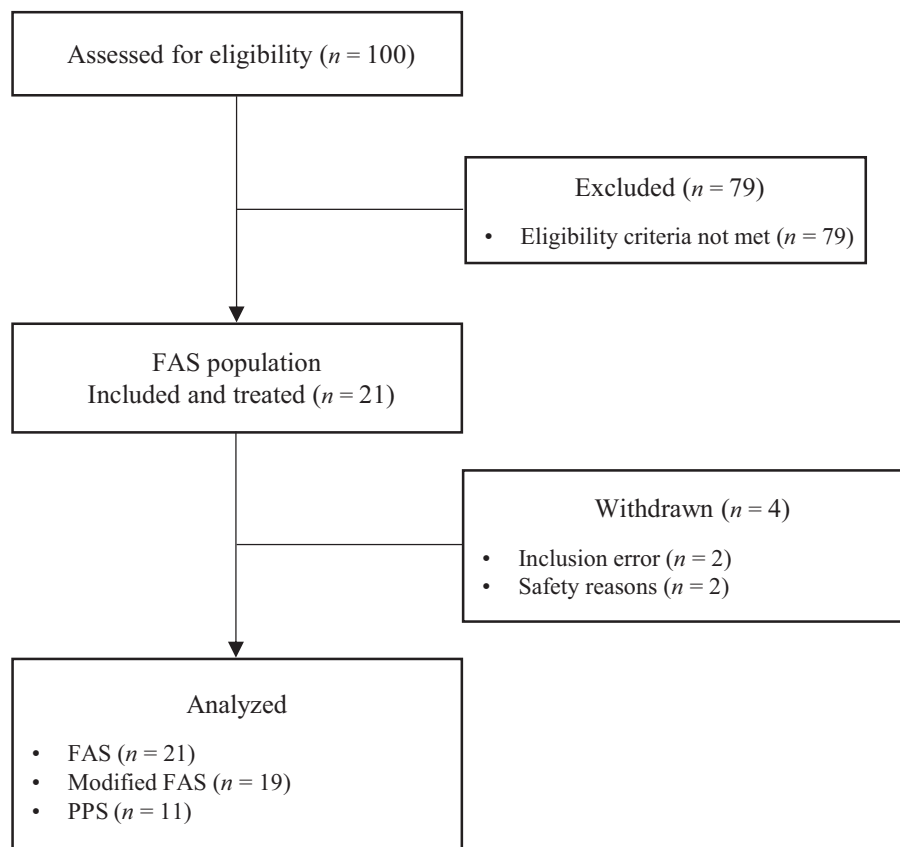 Assessed for eligibility (n = 100)
Excluded (n = 79)
• Eligibility criteria not met (n = 79)
FAS population
Included and treated (n = 21)
Withdrawn (n = 4)
• Inclusion error (n = 2)
• Safety reasons (n = 2)
Analyzed
• FAS (n = 21)
• Modified FAS (n = 19)
• PPS (n = 11)